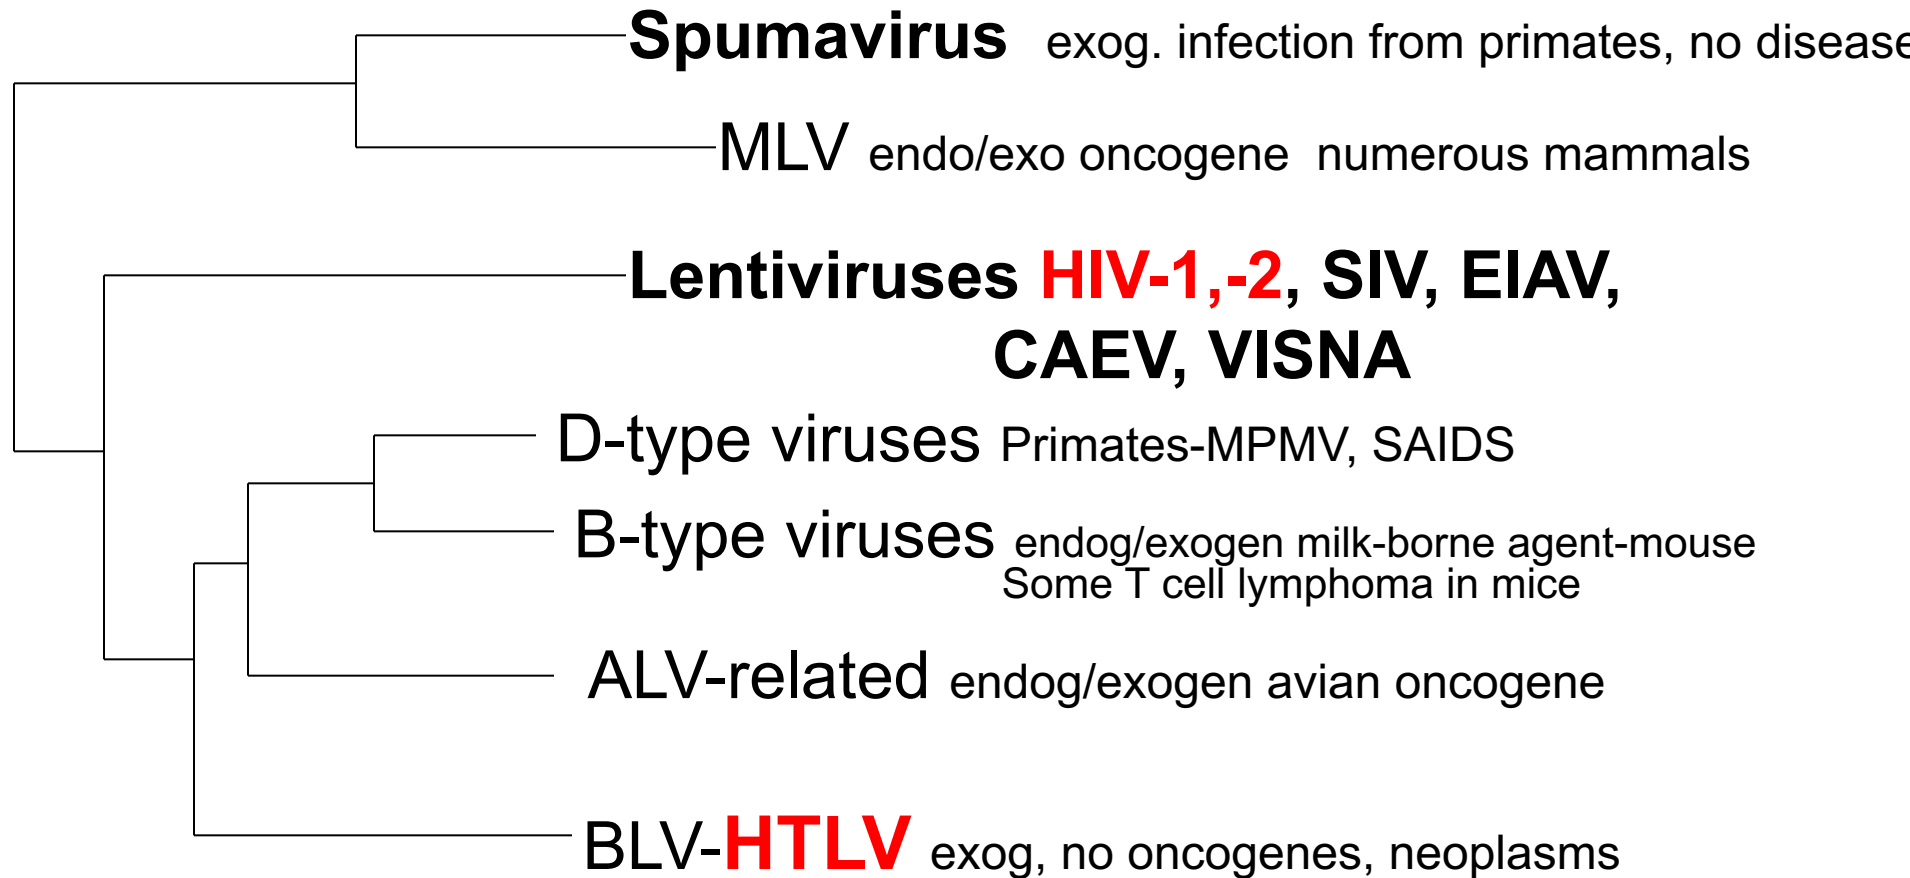 Spumavirus exog. infection from primates, no disease
MLV endo/exo oncogene numerous mammals
Lentiviruses HIV-1,-2, SIV, EIAV,
CAEV, VISNA
D-type viruses Primates-MPMV, SAIDS
B-type viruses endog/exogen milk-borne agent-mouse
Some T cell lymphoma in mice
ALV-related endog/exogen avian oncogene
BLV-HTLV exog, no oncogenes, neoplasms